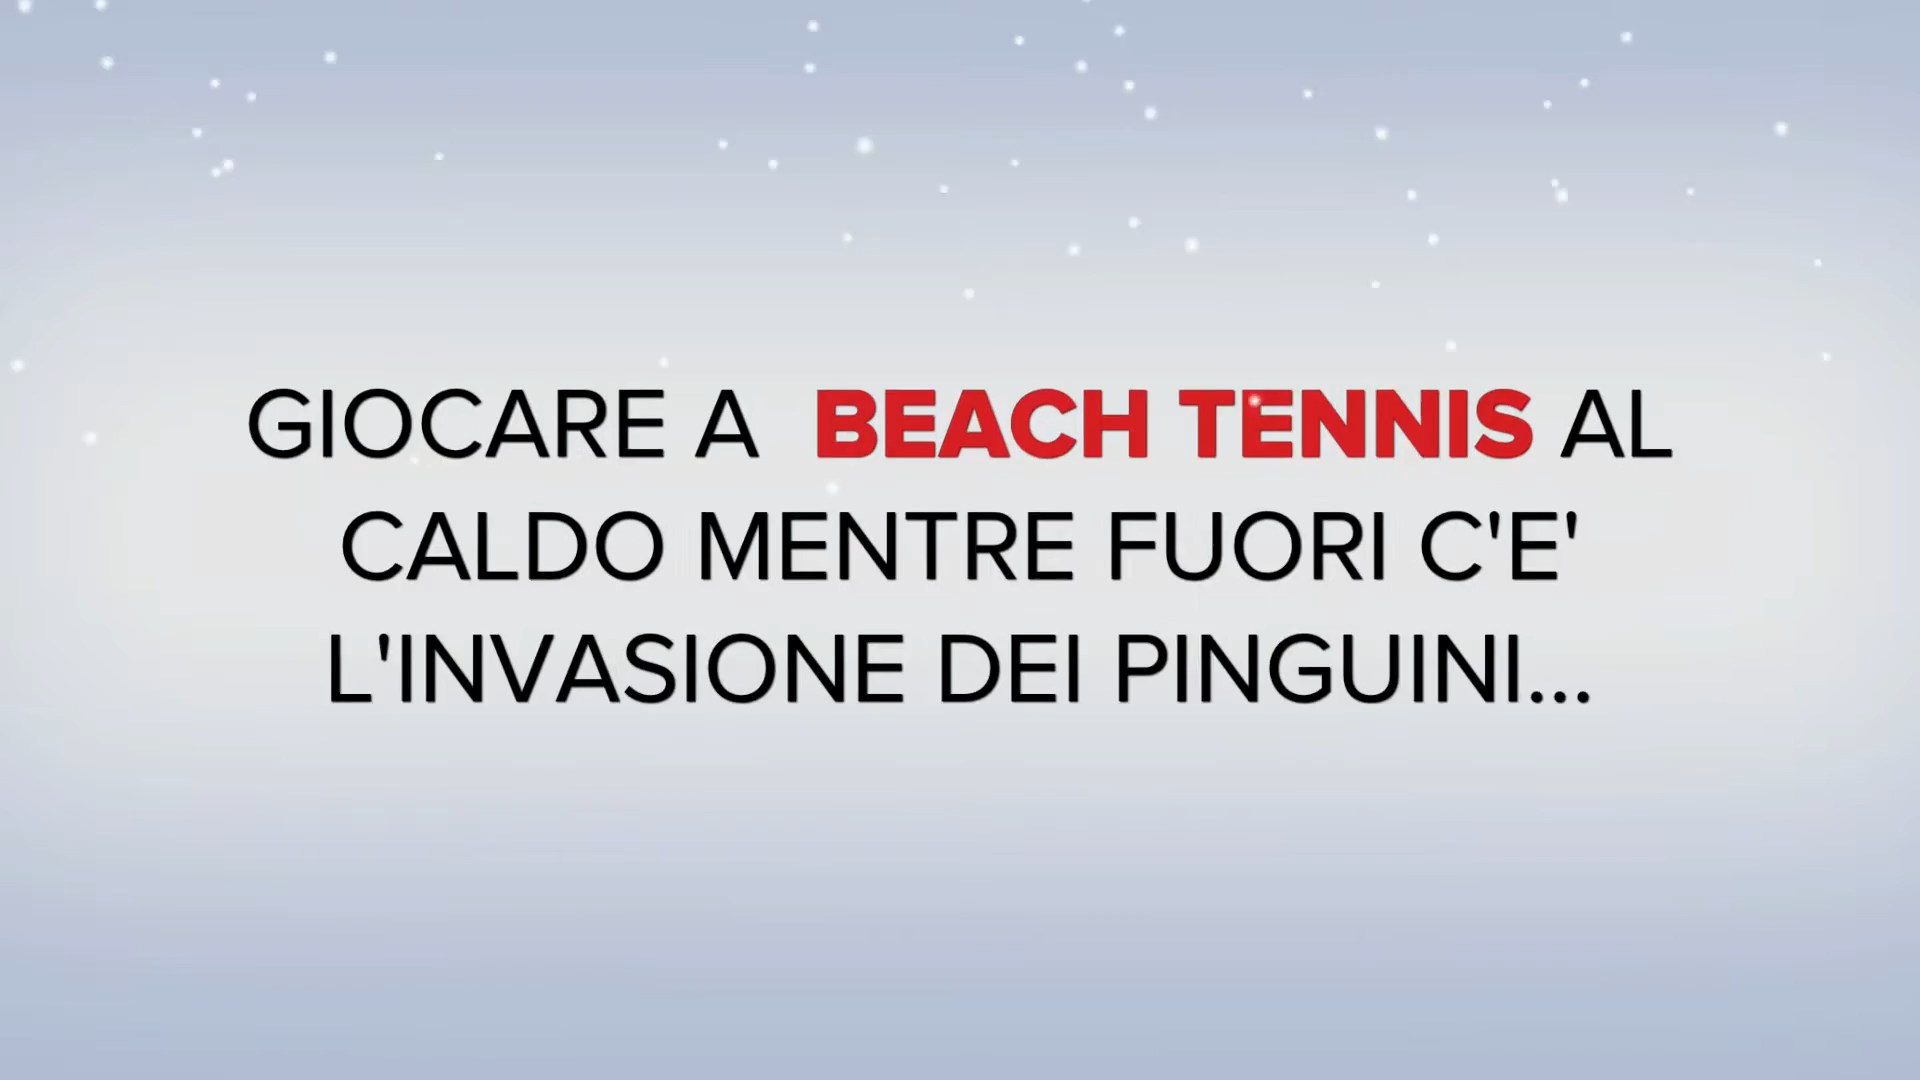 GIOCARE A  BEACH TENNIS AL
CALDO MENTRE FUORI C'E'
L'INVASIONE DEI PINGUINI...